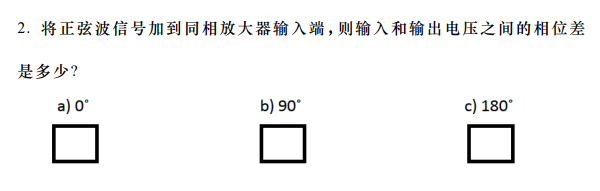 2. 将正弦波信号加到同相放大器输入端,则输入和输出电压之间的相位差
是多少?
a) 0° b) 90° c) 180°